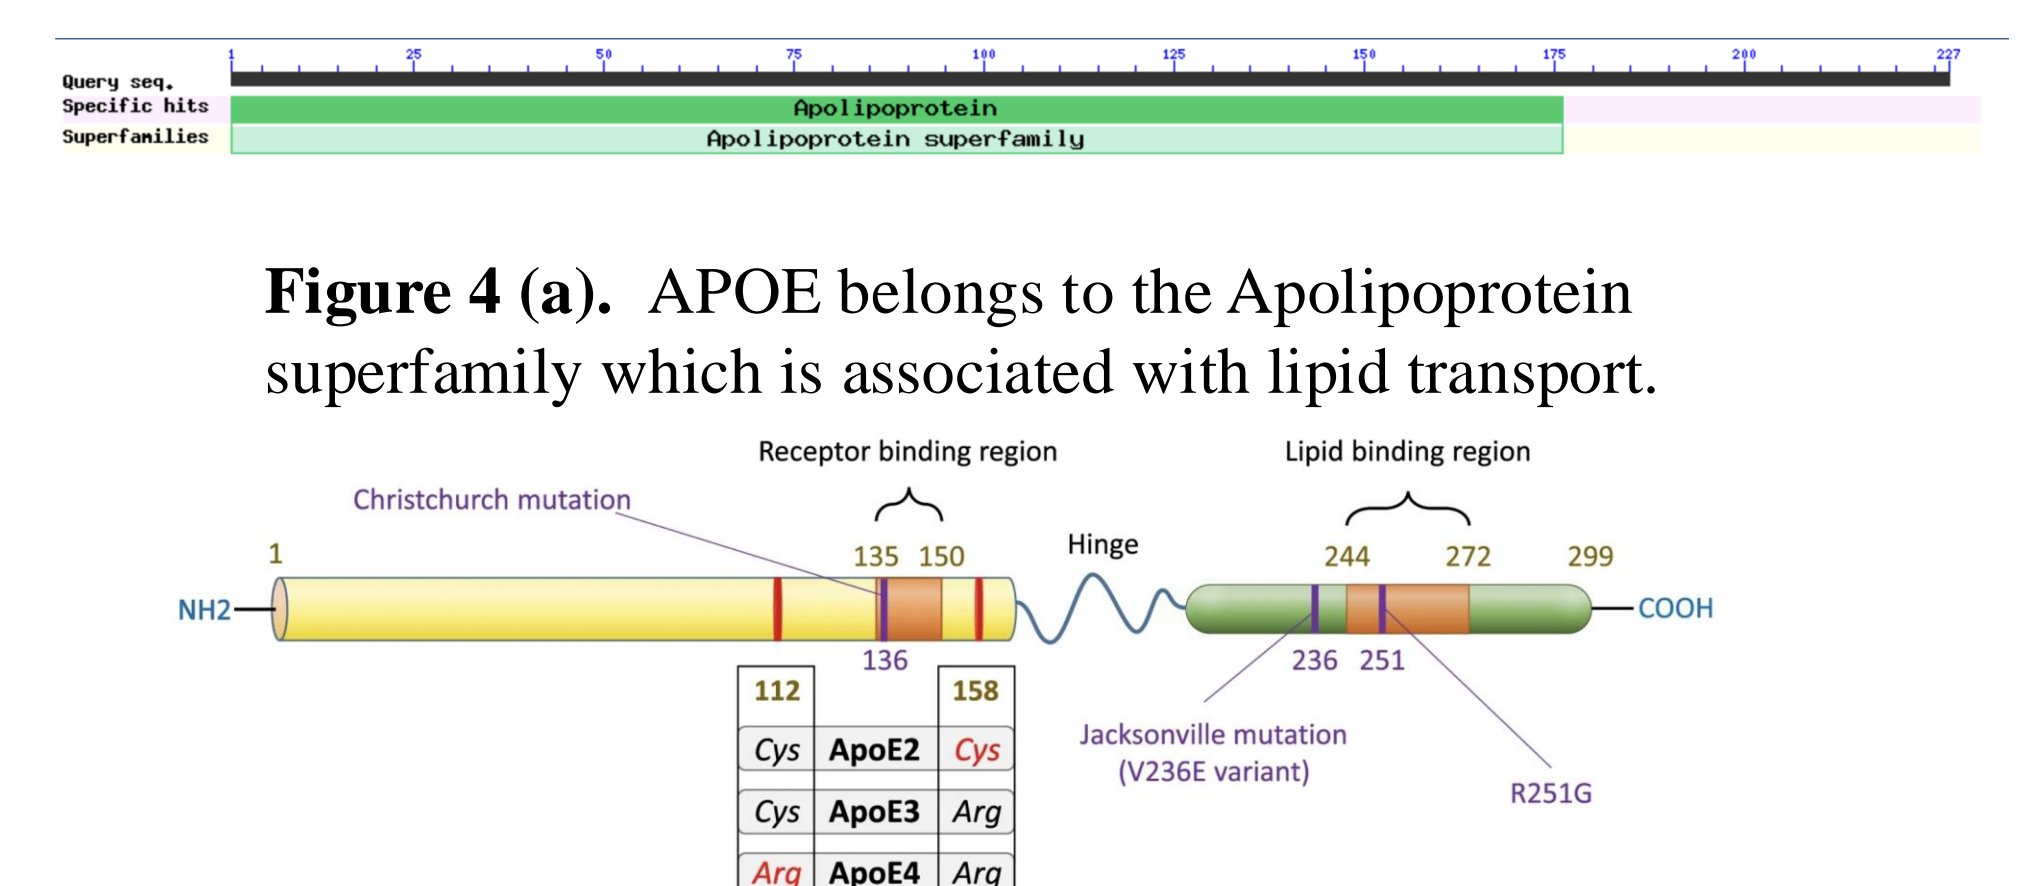 1 25 50 75 100 125 150 175 200 227
Query seq.
Specific hits Apolipoprotein
Superfamilies Apolipoprotein superfamily
Figure 4 (a). APOE belongs to the Apolipoprotein
superfamily which is associated with lipid transport.
Receptor binding region Lipid binding region
Christchurch mutation
1 135 150 Hinge 244 272 299
NH2 COOH
136 236 251
112 158
Jacksonville mutation
(V236E variant)
Cys ApoE2 Cys
R251G
Cys ApoE3 Arg
Arg ApoE4 Arg